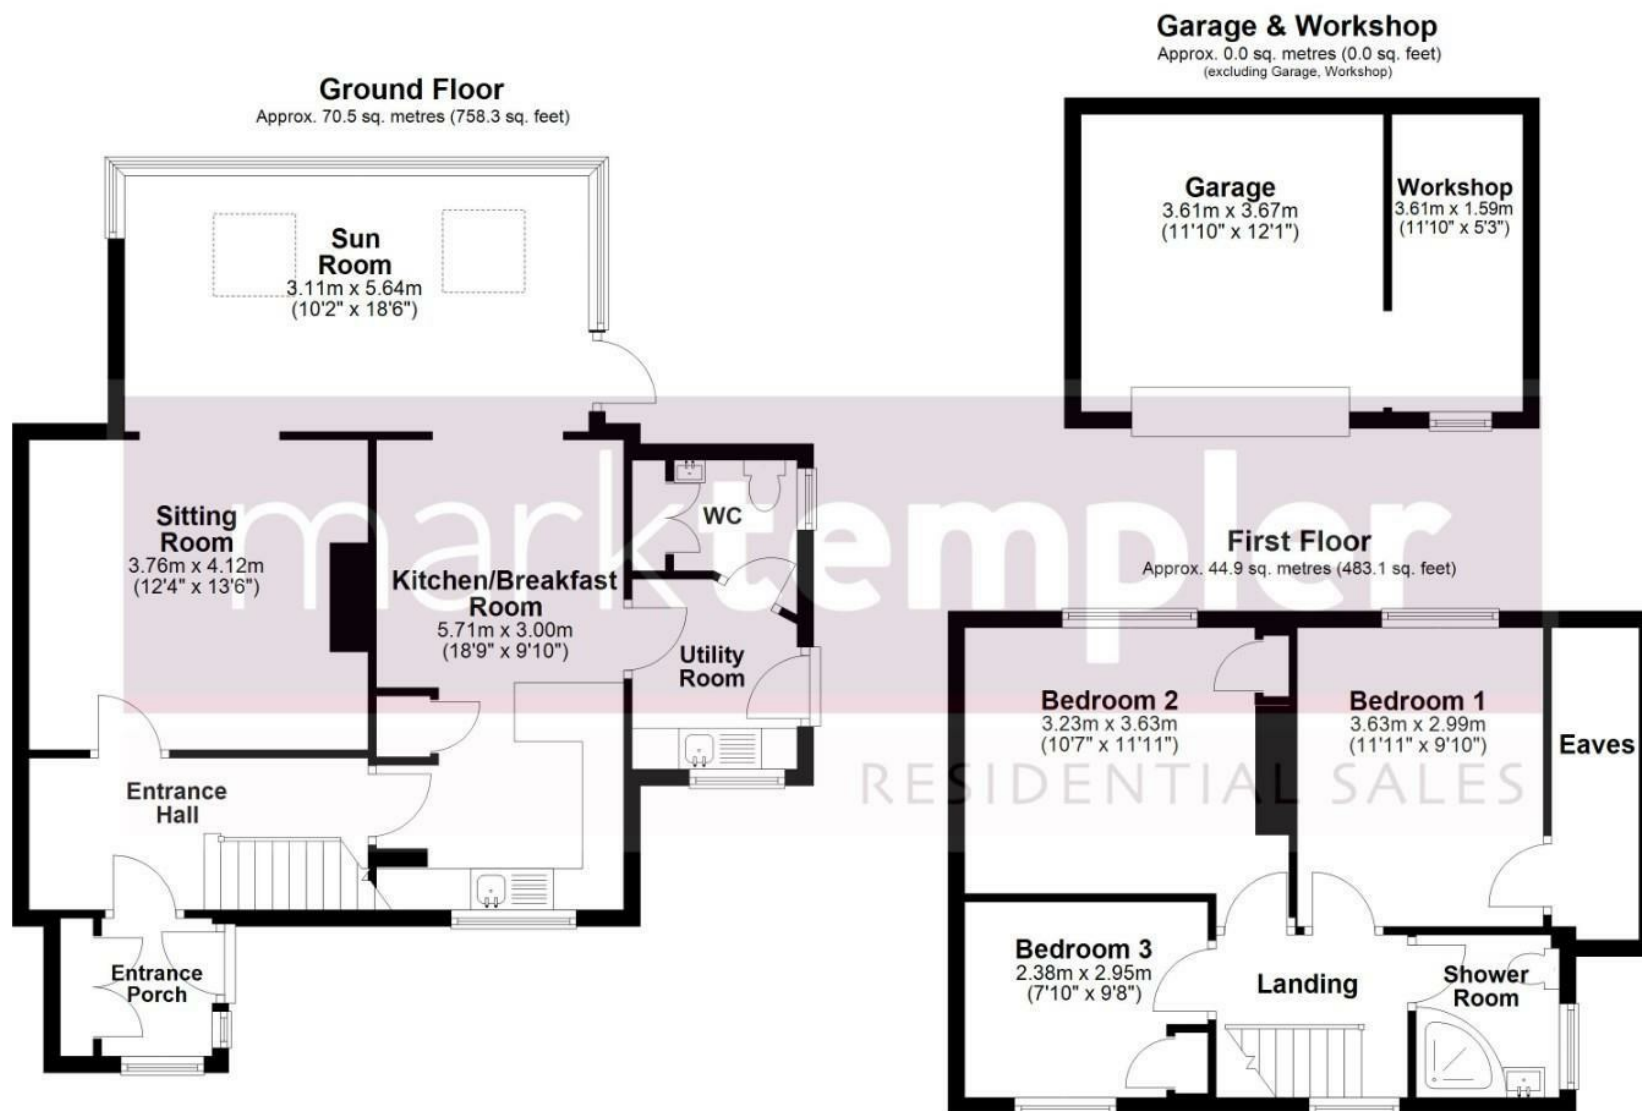 Garage & Workshop
Approx. 0.0 sq. metres (0.0 sq. feet)
(excluding Garage, Workshop)
Ground Floor
Approx. 70.5 sq. metres (758.3 sq. feet)
Garage
3.61m x 3.67m
(11'10" x 12'1")
Workshop
3.61m x 1.59m
(11'10" x 5'3")
Sun
Room
3.11m x 5.64m
(10'2" x 18'6")
Sitting
Room
3.76m x 4.12m
(12'4" x 13'6")
Kitchen/Breakfast
Room
5.71m x 3.00m
(18'9" x 9'10")
WC
Utility
Room
Entrance
Hall
Entrance
Porch
marktempler
RESIDENTIAL SALES
First Floor
Approx. 44.9 sq. metres (483.1 sq. feet)
Bedroom 2
3.23m x 3.63m
(10'7" x 11'11")
Bedroom 1
3.63m x 2.99m
(11'11" x 9'10")
Eaves
Bedroom 3
2.38m x 2.95m
(7'10" x 9'8")
Landing
Shower
Room